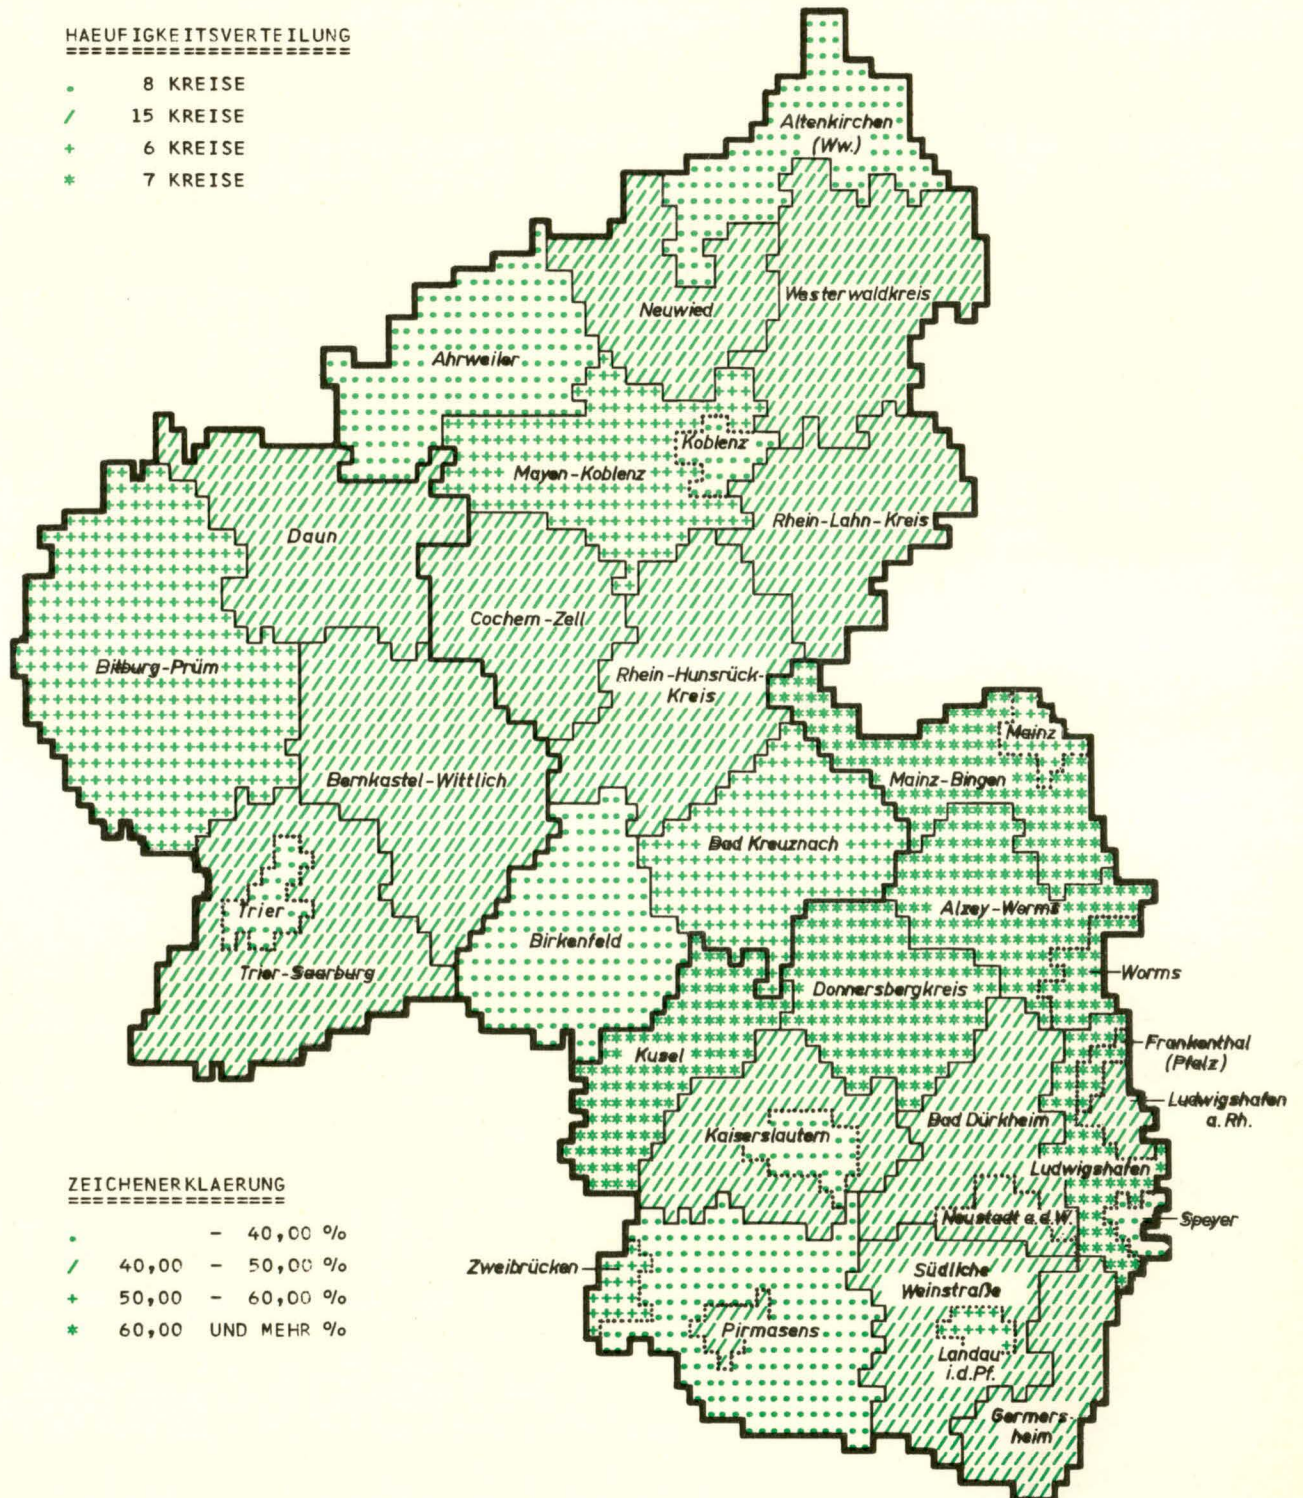 HAEUFIGKEITSVERTEILUNG
. 8 KREISE
/ 15 KREISE
+ 6 KREISE
* 7 KREISE
Altenkirchen
(Ww.)
Neuwied
Westerwaldkreis
Ahrweiler
Koblenz
Mayen-Koblenz
Rhein-Lahn-Kreis
Daun
Cochem-Zell
Bitburg-Prüm
Rhein-Hunsrück-
Kreis
Mainz
Mainz-Bingen
Bernkastel-Wittlich
Bad Kreuznach
Alzey-Worms
Trier
Birkenfeld
Trier-Saarburg
Worms
Donnersbergkreis
Kusel
Frankenthal
(Pfalz)
Ludwigshafen
a. Rh.
Bad Dürkheim
Kaiserslautern
Ludwigshafen
Neustadt a.d.W.
Speyer
Zweibrücken
Südliche
Weinstraße
Pirmasens
Landau
i.d.Pf.
Germers-
heim
ZEICHENERKLAERUNG
. - 40,00 %
/ 40,00 - 50,00 %
+ 50,00 - 60,00 %
* 60,00 UND MEHR %